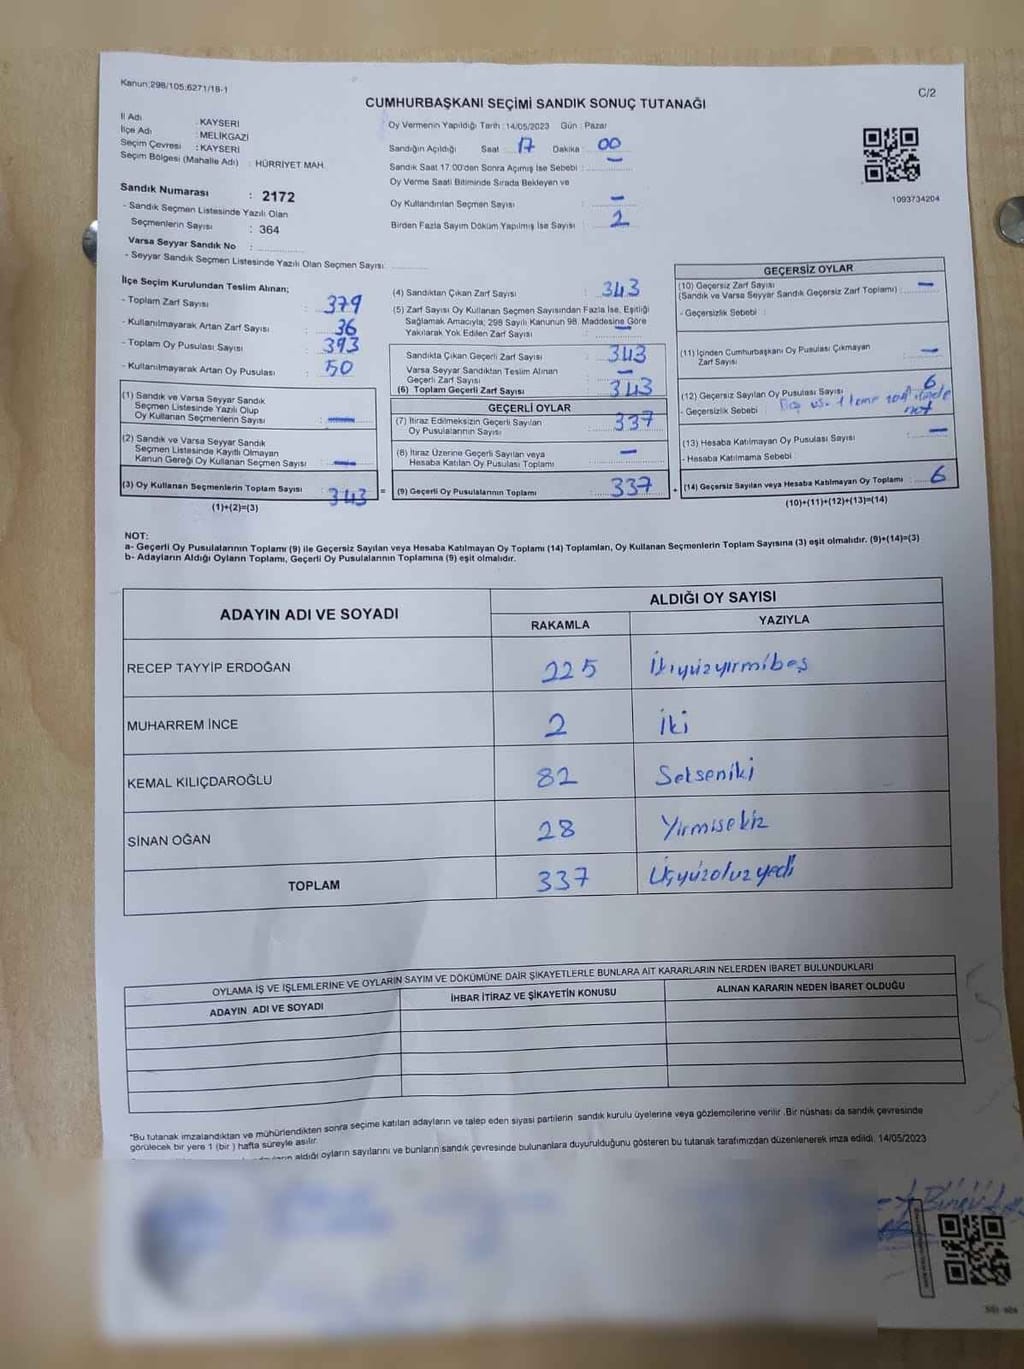 Kanun:298/105;6271/18-1
C/2
CUMHURBAŞKANI SEÇİMİ SANDIK SONUÇ TUTANAĞI
İl Adı : KAYSERİ
İlçe Adı : MELİKGAZİ
Seçim Çevresi : KAYSERİ
Seçim Bölgesi (Mahalle Adı) : HÜRRİYET MAH.
Sandık Numarası : 2172
- Sandık Seçmen Listesinde Yazılı Olan
Seçmenlerin Sayısı : 364
Varsa Seyyar Sandık No :
- Seyyar Sandık Seçmen Listesinde Yazılı Olan Seçmen Sayısı
Oy Vermenin Yapıldığı Tarih : 14/05/2023 Gün : Pazar
Sandığın Açıldığı Saat 17 Dakika 00
Sandık Saat 17:00'den Sonra Açılmış İse Sebebi : —
Oy Verme Saati Bitiminde Sırada Bekleyen ve
Oy Kullandırılan Seçmen Sayısı : —
Birden Fazla Sayım Döküm Yapılmış İse Sayısı : 2
1093734204
İlçe Seçim Kurulundan Teslim Alınan;
- Toplam Zarf Sayısı : 379
- Kullanılmayarak Artan Zarf Sayısı : 36
- Toplam Oy Pusulası Sayısı : 393
- Kullanılmayarak Artan Oy Pusulası : 50
(1) Sandık ve Varsa Seyyar Sandık
Seçmen Listesinde Yazılı Olup
Oy Kullanan Seçmenlerin Sayısı : —
(2) Sandık ve Varsa Seyyar Sandık
Seçmen Listesinde Kayıtlı Olmayan
Kanun Gereği Oy Kullanan Seçmen Sayısı : —
(3) Oy Kullanan Seçmenlerin Toplam Sayısı : 343 =
(1)+(2)=(3)
(4) Sandıktan Çıkan Zarf Sayısı : 343
(5) Zarf Sayısı Oy Kullanan Seçmen Sayısından Fazla İse, Eşitliği
Sağlamak Amacıyla; 298 Sayılı Kanunun 98. Maddesine Göre
Yakılarak Yok Edilen Zarf Sayısı : —
Sandıkta Çıkan Geçerli Zarf Sayısı : 343
Varsa Seyyar Sandıktan Teslim Alınan
Geçerli Zarf Sayısı : —
(6) Toplam Geçerli Zarf Sayısı : 343
GEÇERLİ OYLAR
(7) İtiraz Edilmeksizin Geçerli Sayılan
Oy Pusulalarının Sayısı : 337
(8) İtiraz Üzerine Geçerli Sayılan veya
Hesaba Katılan Oy Pusulası Toplamı : —
(9) Geçerli Oy Pusulalarının Toplamı : 337 +
GEÇERSİZ OYLAR
(10) Geçersiz Zarf Sayısı
(Sandık ve Varsa Seyyar Sandık Geçersiz Zarf Toplamı) : —
- Geçersizlik Sebebi :
(11) İçinden Cumhurbaşkanı Oy Pusulası Çıkmayan
Zarf Sayısı : —
(12) Geçersiz Sayılan Oy Pusulası Sayısı : 6
- Geçersizlik Sebebi :
not
(13) Hesaba Katılmayan Oy Pusulası Sayısı : —
- Hesaba Katılmama Sebebi :
(14) Geçersiz Sayılan veya Hesaba Katılmayan Oy Toplamı : 6
(10)+(11)+(12)+(13)=(14)
NOT:
a- Geçerli Oy Pusulalarının Toplamı (9) ile Geçersiz Sayılan veya Hesaba Katılmayan Oy Toplamı (14) Toplamları, Oy Kullanan Seçmenlerin Toplam Sayısına (3) eşit olmalıdır. (9)+(14)=(3)
b- Adayların Aldığı Oyların Toplamı, Geçerli Oy Pusulalarının Toplamına (9) eşit olmalıdır.
ADAYIN ADI VE SOYADI
ALDIĞI OY SAYISI
RAKAMLA YAZIYLA
RECEP TAYYİP ERDOĞAN 225 İkiyüzyirmibeş
MUHARREM İNCE 2 İki
KEMAL KILIÇDAROĞLU 82 Sekseniki
SİNAN OĞAN 28 Yirmisekiz
TOPLAM 337 Üçyüzotuzyedi
OYLAMA İŞ VE İŞLEMLERİNE VE OYLARIN SAYIM VE DÖKÜMÜNE DAİR ŞİKAYETLERLE BUNLARA AİT KARARLARIN NELERDEN İBARET BULUNDUKLARI
ADAYIN ADI VE SOYADI İHBAR İTİRAZ VE ŞİKAYETİN KONUSU ALINAN KARARIN NEDEN İBARET OLDUĞU
*Bu tutanak imzalandıktan ve mühürlendikten sonra seçime katılan adayların ve talep eden siyasi partilerin sandık kurulu üyelerine veya gözlemcilerine verilir .Bir nüshası da sandık çevresinde
görülecek bir yere 1 (bir ) hafta süreyle asılır.
aldığı oyların sayılarını ve bunların sandık çevresinde bulunanlara duyurulduğunu gösteren bu tutanak tarafımızdan düzenlenerek imza edildi. 14/05/2023